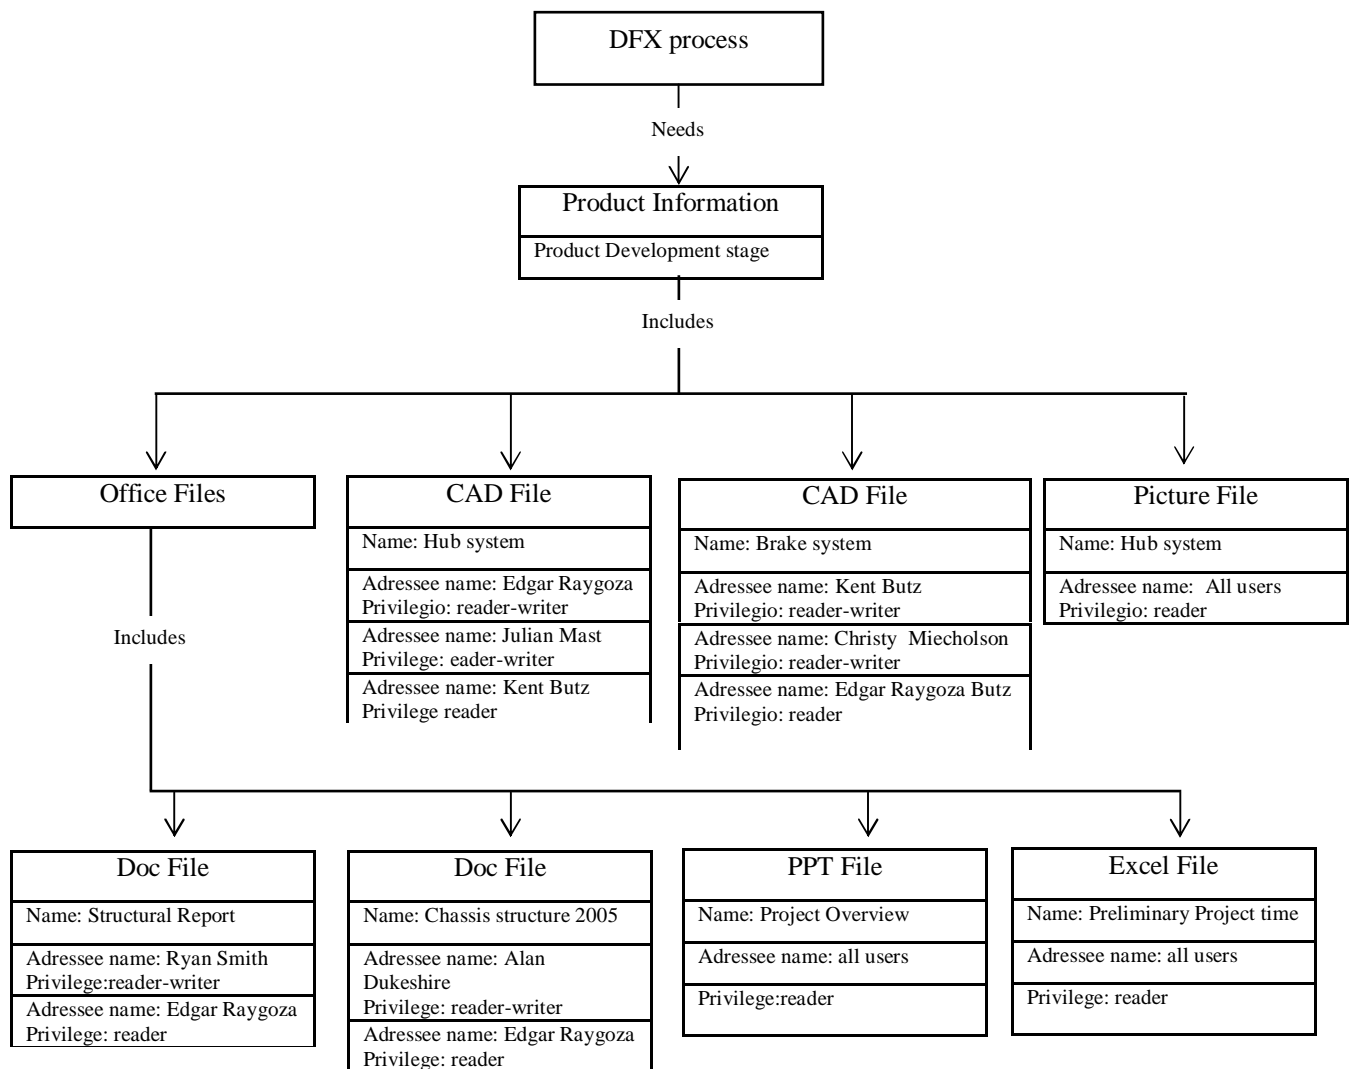 DFX process
Needs
Product Information
Product Development stage
Includes
Office Files
CAD File
Name: Hub system
Adressee name: Edgar Raygoza
Privilegio: reader-writer
Adressee name: Julian Mast
Privilege: eader-writer
Adressee name: Kent Butz
Privilege reader
CAD File
Name: Brake system
Adressee name: Kent Butz
Privilegio: reader-writer
Adressee name: Christy Miecholson
Privilegio: reader-writer
Adressee name: Edgar Raygoza Butz
Privilegio: reader
Picture File
Name: Hub system
Adressee name: All users
Privilegio: reader
Includes
Doc File
Name: Structural Report
Adressee name: Ryan Smith
Privilege:reader-writer
Adressee name: Edgar Raygoza
Privilege: reader
Doc File
Name: Chassis structure 2005
Adressee name: Alan
Dukeshire
Privilege: reader-writer
Adressee name: Edgar Raygoza
Privilege: reader
PPT File
Name: Project Overview
Adressee name: all users
Privilege:reader
Excel File
Name: Preliminary Project time
Adressee name: all users
Privilege: reader